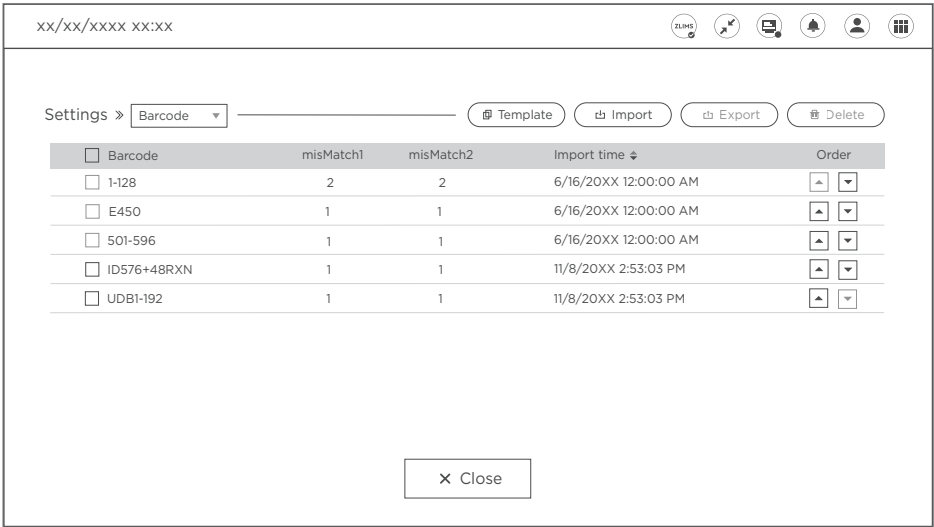 xx/xx/xxxx xx:xx ZLIMS
Settings » Barcode Template Import Export Delete
Barcode misMatch1 misMatch2 Import time Order
1-128 2 2 6/16/20XX 12:00:00 AM
E450 1 1 6/16/20XX 12:00:00 AM
501-596 1 1 6/16/20XX 12:00:00 AM
ID576+48RXN 1 1 11/8/20XX 2:53:03 PM
UDB1-192 1 1 11/8/20XX 2:53:03 PM
× Close